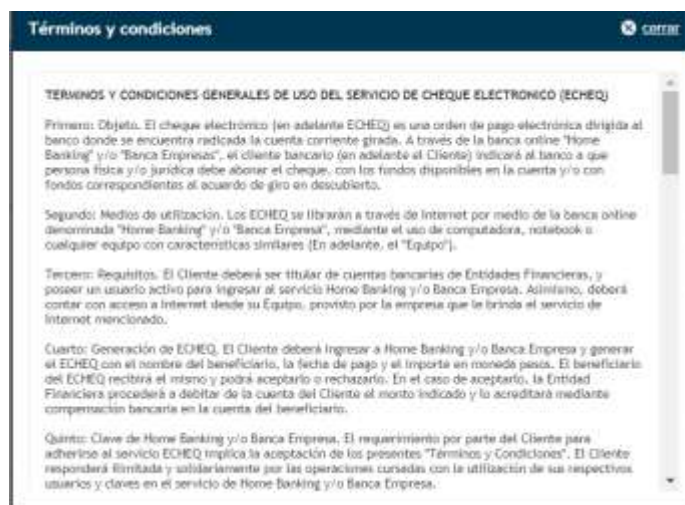 Términos y condiciones
cerrar
TERMINOS Y CONDICIONES GENERALES DE USO DEL SERVICIO DE CHEQUE ELECTRONICO (ECHEQ)
Primero: Objeto. El cheque electrónico (en adelante ECHEQ) es una orden de pago electrónica dirigida al
banco donde se encuentra radicada la cuenta corriente girada. A través de la banca online "Home
Banking" y/o "Banca Empresas", el cliente bancario (en adelante el Cliente) indicará al banco a que
persona física y/o jurídica debe abonar el cheque, con los fondos disponibles en la cuenta y/o con
fondos correspondientes al acuerdo de giro en descubierto.
Segundo: Medios de utilización. Los ECHEQ se librarán a través de Internet por medio de la banca online
denominada "Home Banking" y/o "Banca Empresa", mediante el uso de computadora, notebook o
cualquier equipo con características similares (En adelante, el "Equipo").
Tercero: Requisitos. El Cliente deberá ser titular de cuentas bancarias de Entidades Financieras, y
poseer un usuario activo para ingresar al servicio Home Banking y/o Banca Empresa. Asimismo, deberá
contar con acceso a Internet desde su Equipo, provisto por la empresa que le brinda el servicio de
Internet mencionado.
Cuarto: Generación de ECHEQ. El Cliente deberá ingresar a Home Banking y/o Banca Empresa y generar
el ECHEQ con el nombre del beneficiario, la fecha de pago y el importe en moneda pesos. El beneficiario
del ECHEQ recibirá el mismo y podrá aceptarlo o rechazarlo. En el caso de aceptarlo, la Entidad
Financiera procederá a debitar de la cuenta del Cliente el monto indicado y lo acreditará mediante
compensación bancaria en la cuenta del beneficiario.
Quinto: Clave de Home Banking y/o Banca Empresa. El requerimiento por parte del Cliente para
adherirse al servicio ECHEQ implica la aceptación de los presentes "Términos y Condiciones". El Cliente
responderá ilimitada y solidariamente por las operaciones cursadas con la utilización de sus respectivos
usuarios y claves en el servicio de Home Banking y/o Banca Empresa.